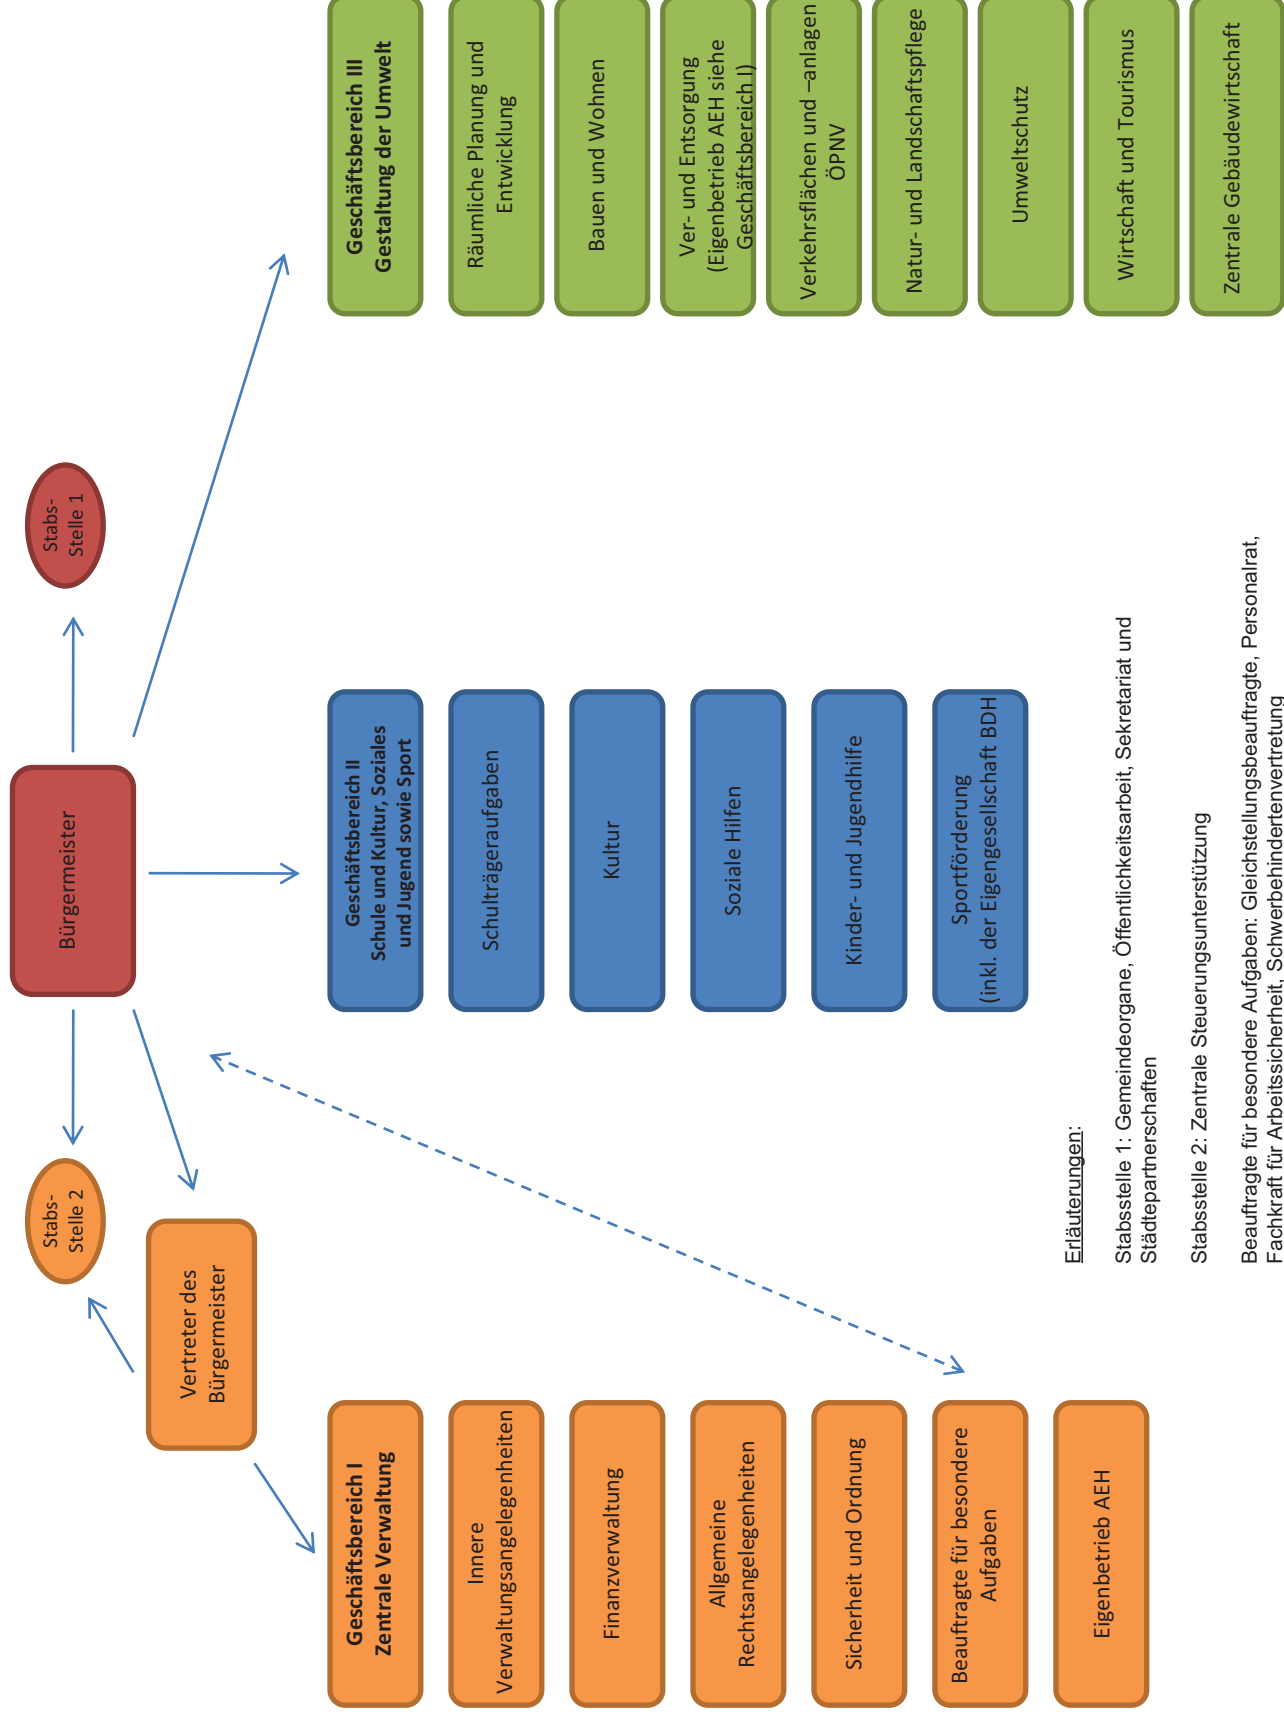 Bürgermeister
Stabs-
Stelle 1
Stabs-
Stelle 2
Vertreter des
Bürgermeister
Geschäftsbereich I
Zentrale Verwaltung
Innere
Verwaltungsangelegenheiten
Finanzverwaltung
Allgemeine
Rechtsangelegenheiten
Sicherheit und Ordnung
Beauftragte für besondere
Aufgaben
Eigenbetrieb AEH
Geschäftsbereich II
Schule und Kultur, Soziales
und Jugend sowie Sport
Schulträgeraufgaben
Kultur
Soziale Hilfen
Kinder- und Jugendhilfe
Sportförderung
(inkl. der Eigengesellschaft BDH)
Geschäftsbereich III
Gestaltung der Umwelt
Räumliche Planung und
Entwicklung
Bauen und Wohnen
Ver- und Entsorgung
(Eigenbetrieb AEH siehe
Geschäftsbereich I)
Verkehrsflächen und –anlagen
ÖPNV
Natur- und Landschaftspflege
Umweltschutz
Wirtschaft und Tourismus
Zentrale Gebäudewirtschaft
Erläuterungen:
Stabsstelle 1: Gemeindeorgane, Öffentlichkeitsarbeit, Sekretariat und
Städtepartnerschaften
Stabsstelle 2: Zentrale Steuerungsunterstützung
Beauftragte für besondere Aufgaben: Gleichstellungsbeauftragte, Personalrat,
Fachkraft für Arbeitssicherheit, Schwerbehindertenvertretung